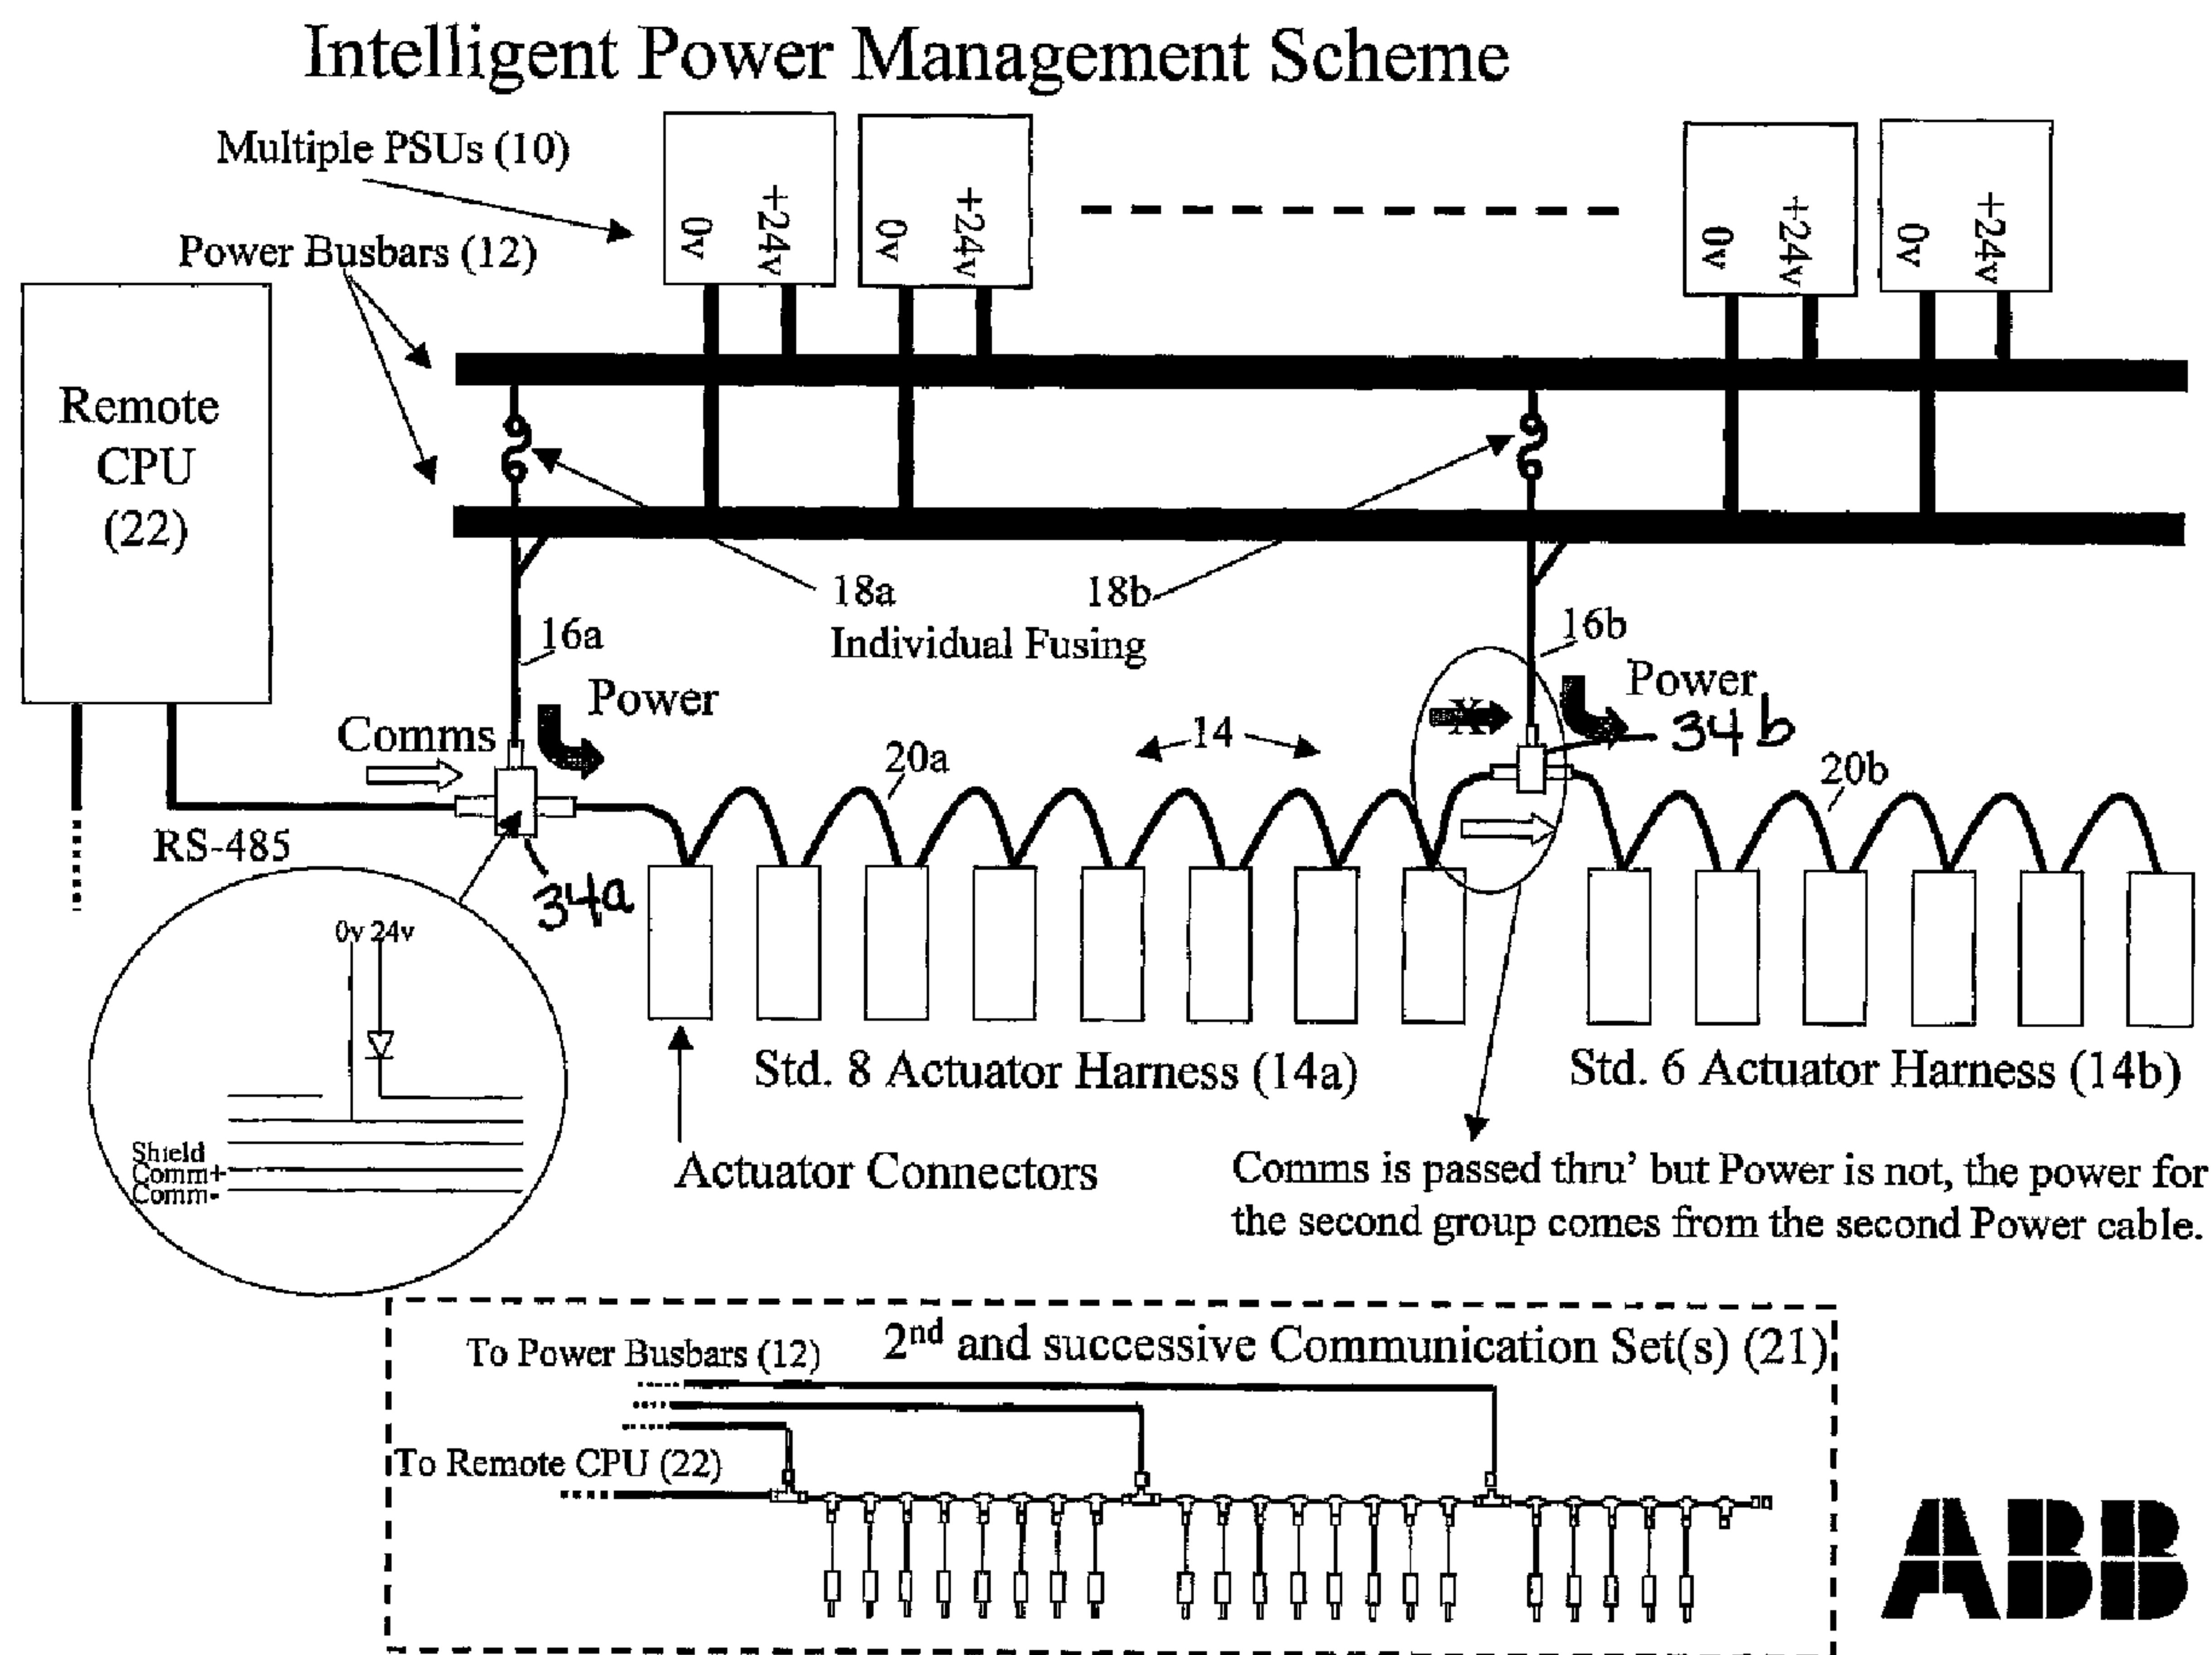 Intelligent Power Management Scheme
Multiple PSUs (10)
0v +24v
0v +24v
0v +24v
0v +24v
Power Busbars (12)
Remote
CPU
(22)
18a
18b
Individual Fusing
16a
16b
Power
Power
Comms
X
14
34b
20a
20b
RS-485
34a
0v 24v
Shield
Comm+
Comm-
Std. 8 Actuator Harness (14a)
Std. 6 Actuator Harness (14b)
Actuator Connectors
Comms is passed thru' but Power is not, the power for
the second group comes from the second Power cable.
To Power Busbars (12)
2nd and successive Communication Set(s) (21)
To Remote CPU (22)
ABB